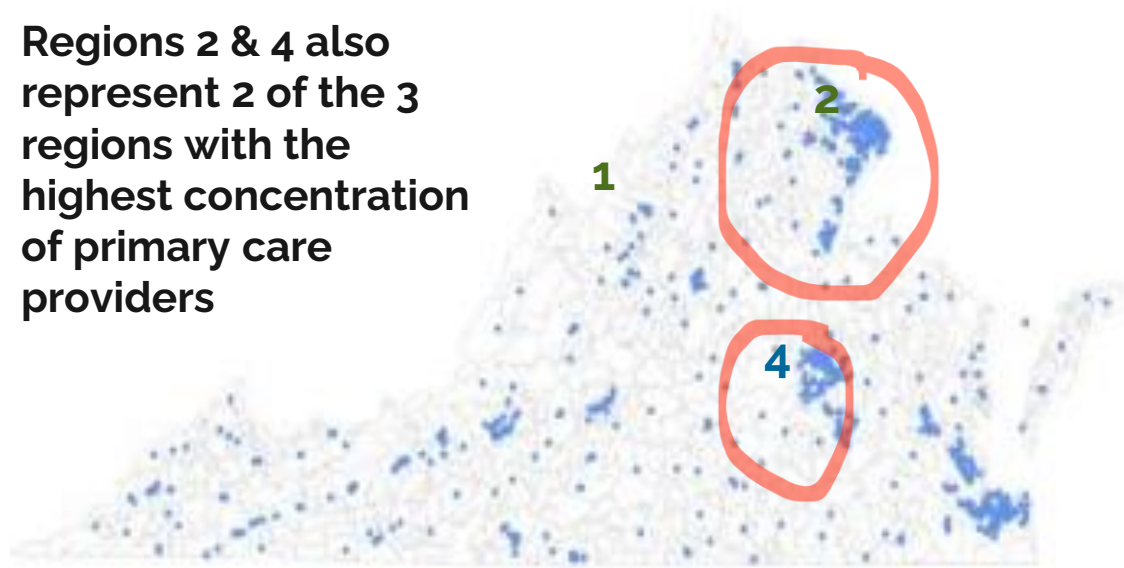 Regions 2 & 4 also
represent 2 of the 3
regions with the
highest concentration
of primary care
providers
2
1
4